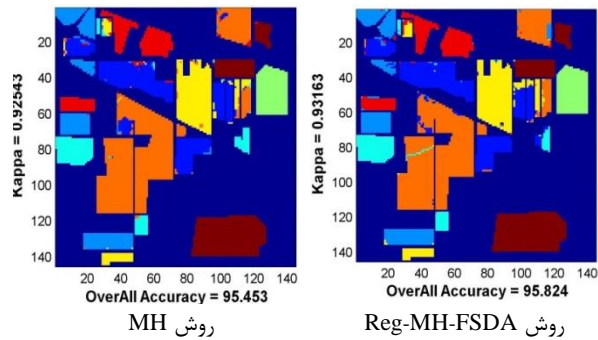 20
40
60
80
100
120
140
Kappa = 0.92543
20 40 60 80 100 120 140
OverAll Accuracy = 95.453
روش MH
20
40
60
80
100
120
140
Kappa = 0.93163
20 40 60 80 100 120 140
OverAll Accuracy = 95.824
روش Reg-MH-FSDA